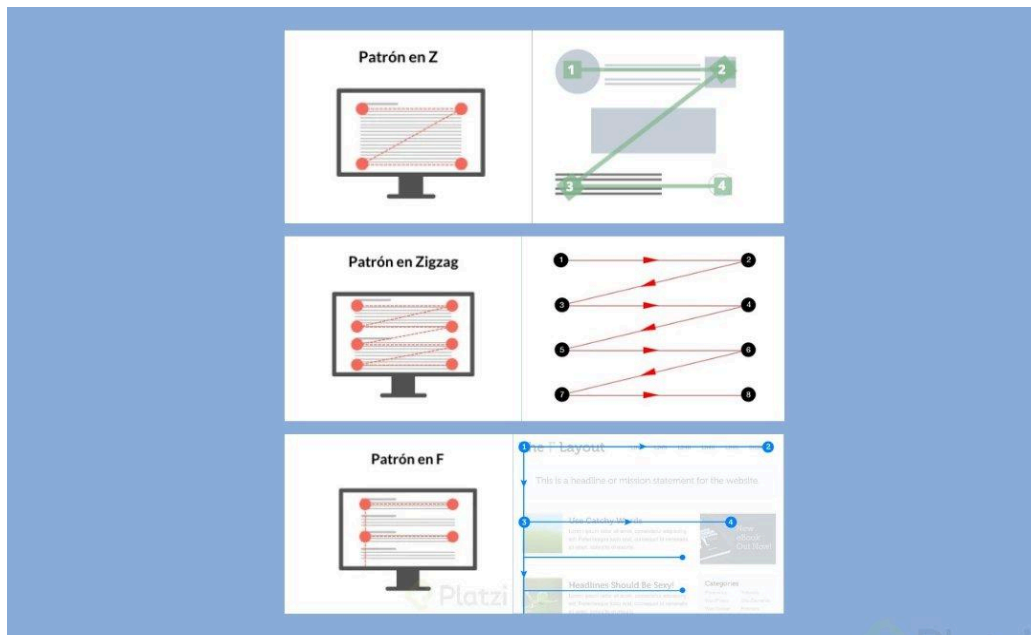 Patrón en Z
1
2
3
4
Patrón en Zigzag
1
2
3
4
5
6
7
8
Patrón en F
1
The F Layout
2
This is a headline or mission statement for the website
3
Use Catchy Words
4
New
eBook
Out Now!
Headlines Should Be Sexy!
Categories
Platzi